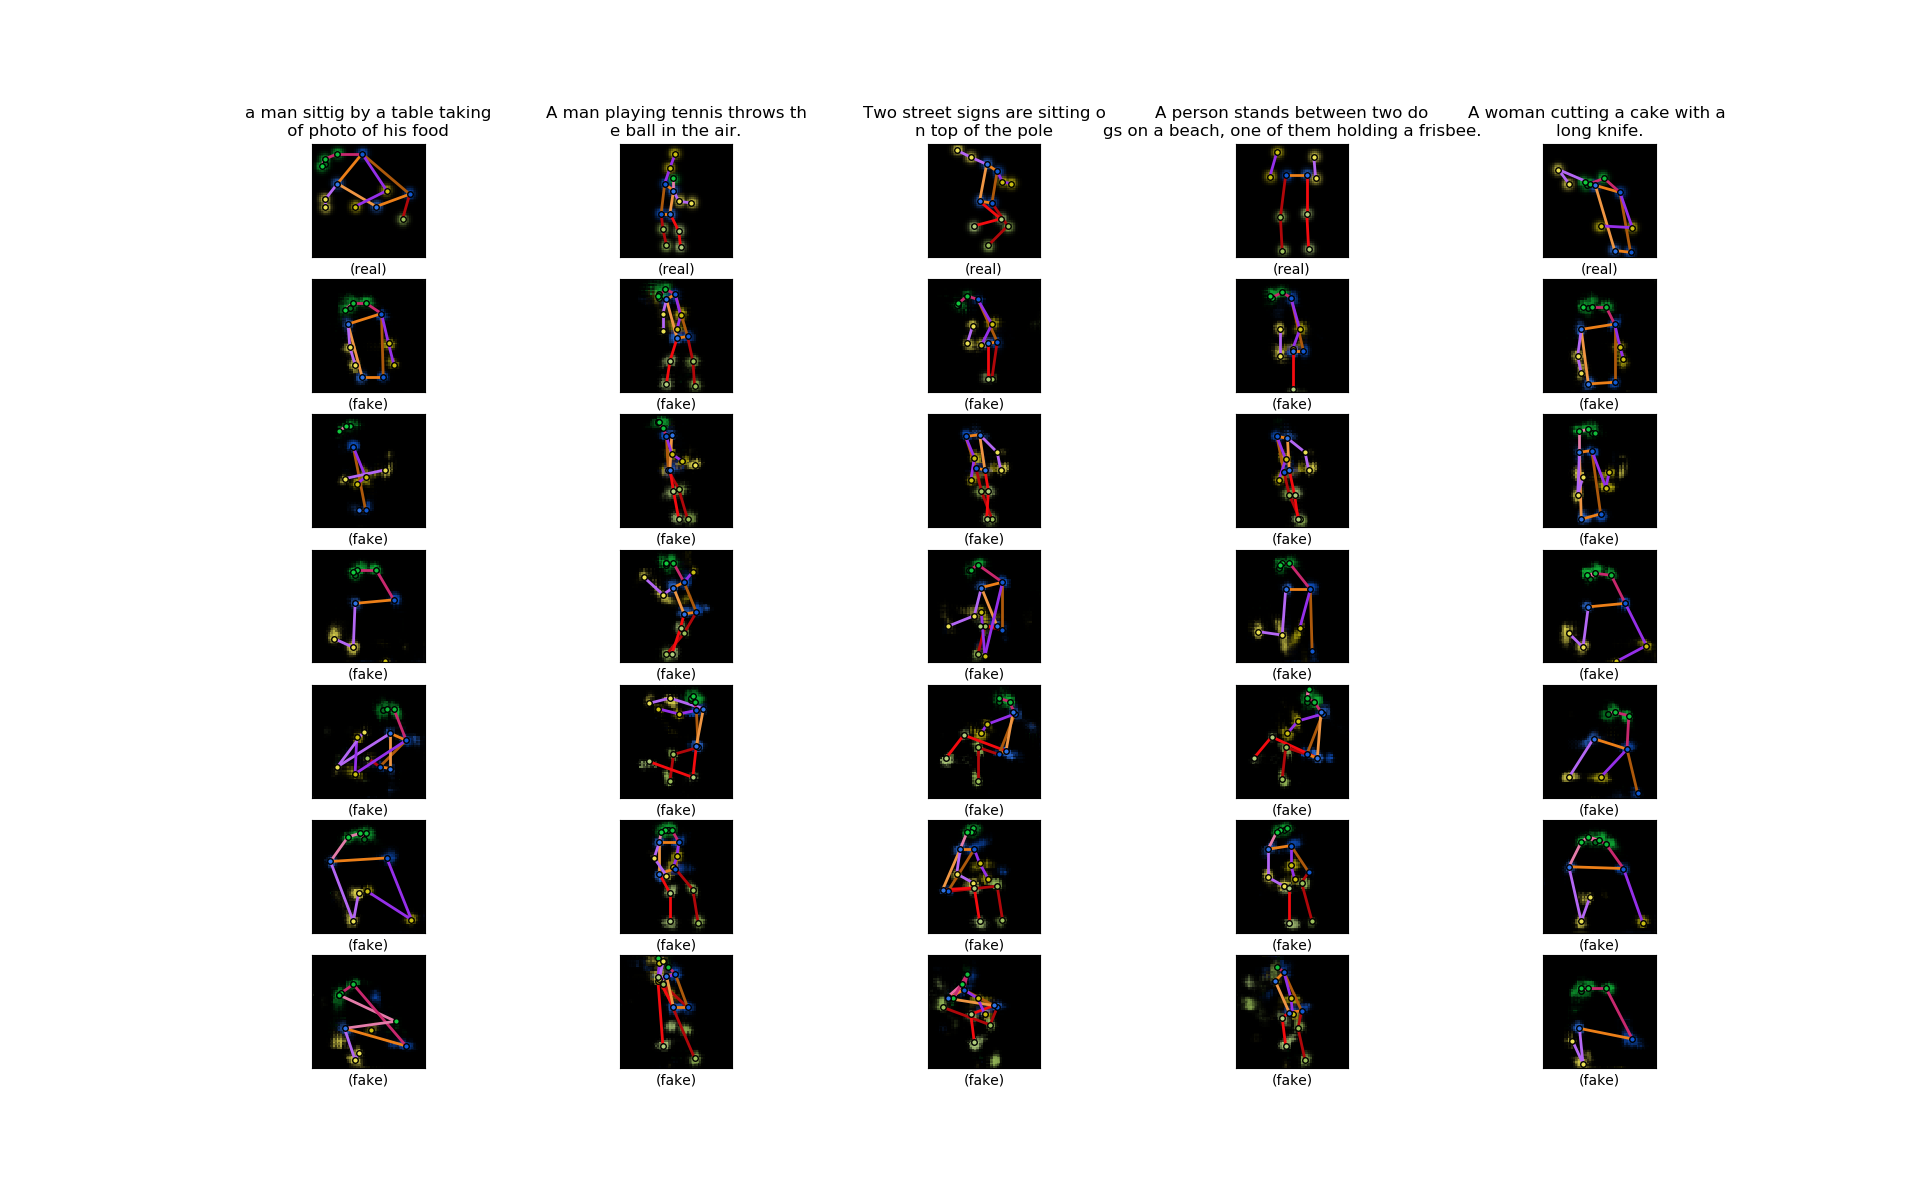 a man sittig by a table taking
of photo of his food
A man playing tennis throws th
e ball in the air.
Two street signs are sitting o
n top of the pole
A person stands between two do
gs on a beach, one of them holding a frisbee.
A woman cutting a cake with a
long knife.
(real) (real) (real) (real) (real)
(fake) (fake) (fake) (fake) (fake)
(fake) (fake) (fake) (fake) (fake)
(fake) (fake) (fake) (fake) (fake)
(fake) (fake) (fake) (fake) (fake)
(fake) (fake) (fake) (fake) (fake)
(fake) (fake) (fake) (fake) (fake)